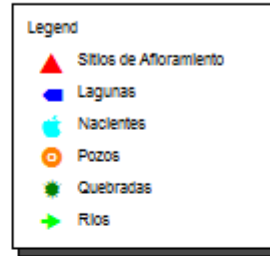 Legend
Sitios de Afloramiento
Lagunas
Nacientes
Pozos
Quebradas
Rios